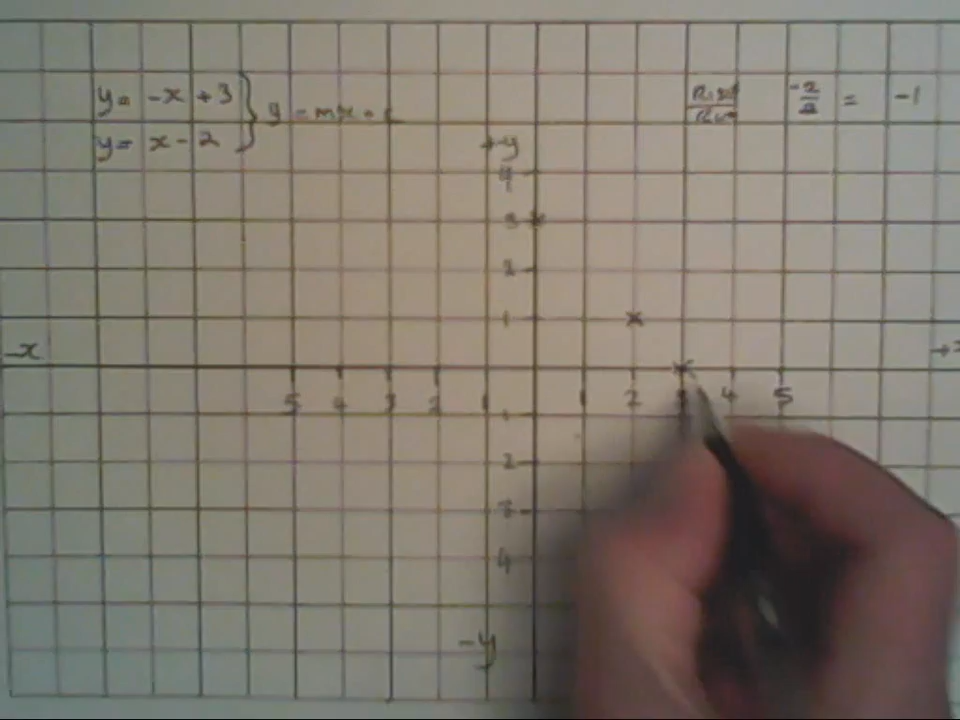 y = -x + 3
y = x - 2
y = mx + c
Rise
Run
-2
2
= -1
+y
4
3
2
1
-x
5 4 3 2 1 1 2 3 4 5
1
2
3
4
-y